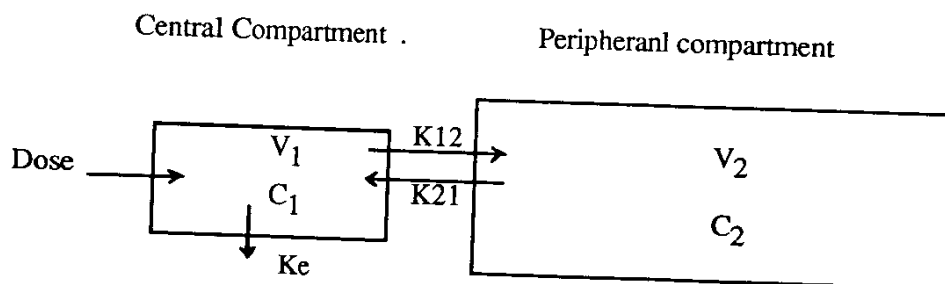 Central Compartment .
Peripheranl compartment
Dose
V1
C1
Ke
K12
K21
V2
C2